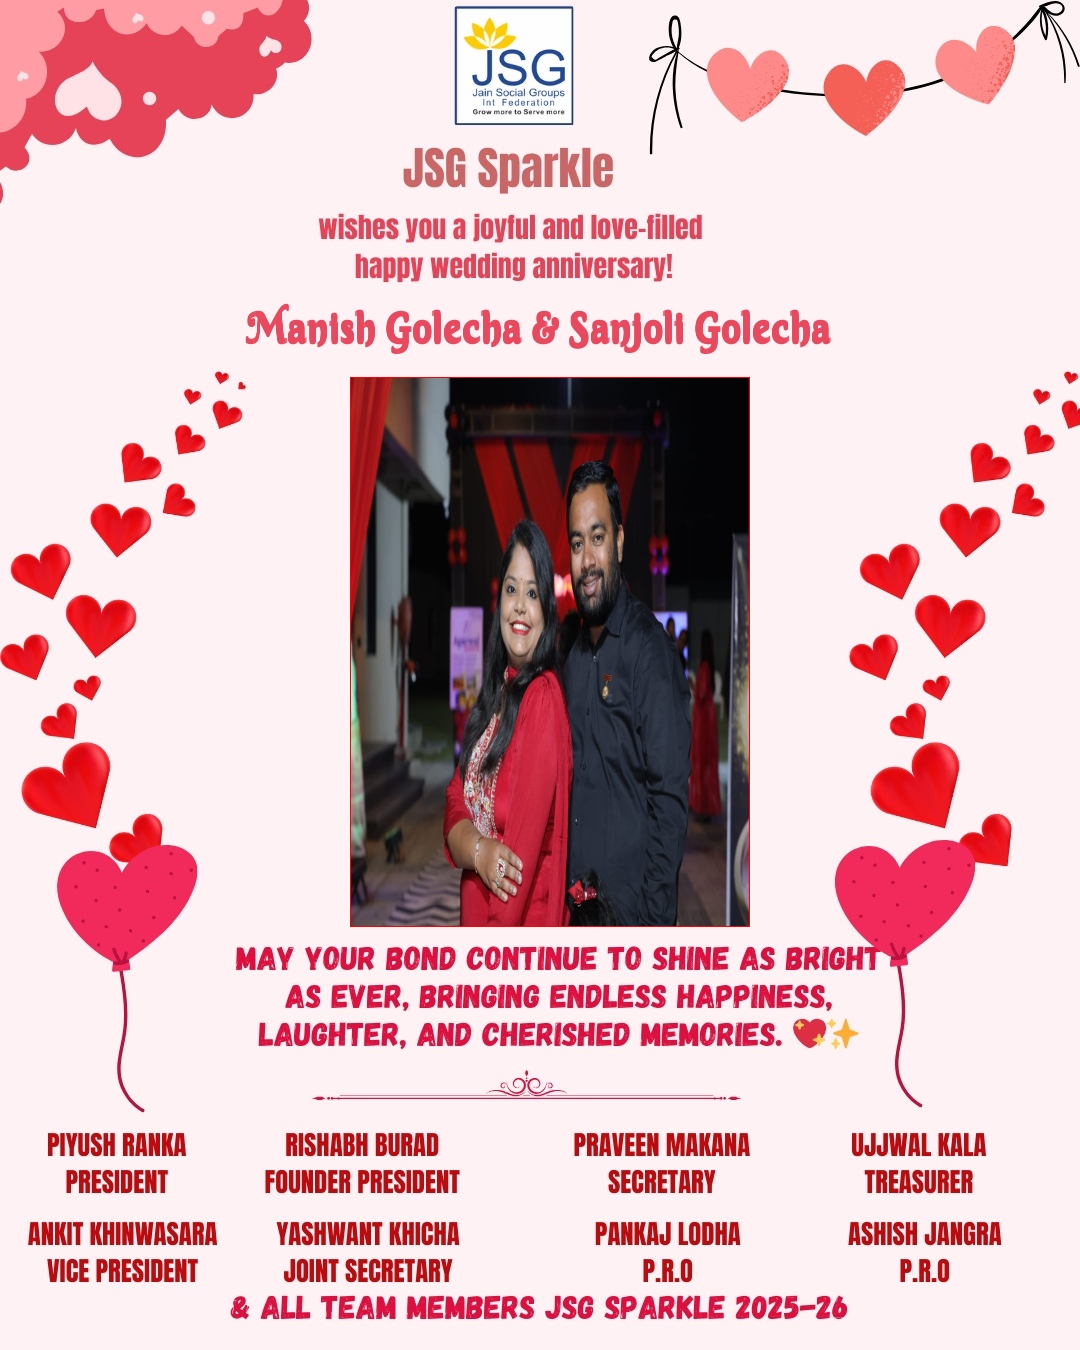 JSG
Jain Social Groups
Int Federation
Grow more to Serve more
JSG Sparkle
wishes you a joyful and love-filled
happy wedding anniversary!
Manish Golecha & Sanjoli Golecha
MAY YOUR BOND CONTINUE TO SHINE AS BRIGHT
AS EVER, BRINGING ENDLESS HAPPINESS,
LAUGHTER, AND CHERISHED MEMORIES. 💖✨
PIYUSH RANKA
PRESIDENT
RISHABH BURAD
FOUNDER PRESIDENT
PRAVEEN MAKANA
SECRETARY
UJJWAL KALA
TREASURER
ANKIT KHINWASARA
VICE PRESIDENT
YASHWANT KHICHA
JOINT SECRETARY
PANKAJ LODHA
P.R.O
ASHISH JANGRA
P.R.O
& ALL TEAM MEMBERS JSG SPARKLE 2025-26